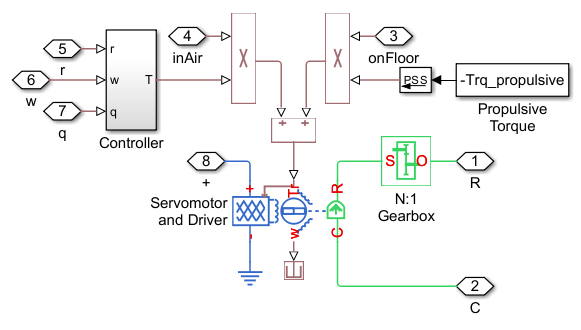 4
inAir
3
onFloor
5
r
6
w
7
q
r
w
q
T
Controller
X
X
PSS
-Trq_propulsive
Propulsive
Torque
+
+
8
+
Servomotor
and Driver
+
-
Tr
w
R
C
S
O
N:1
Gearbox
1
R
2
C